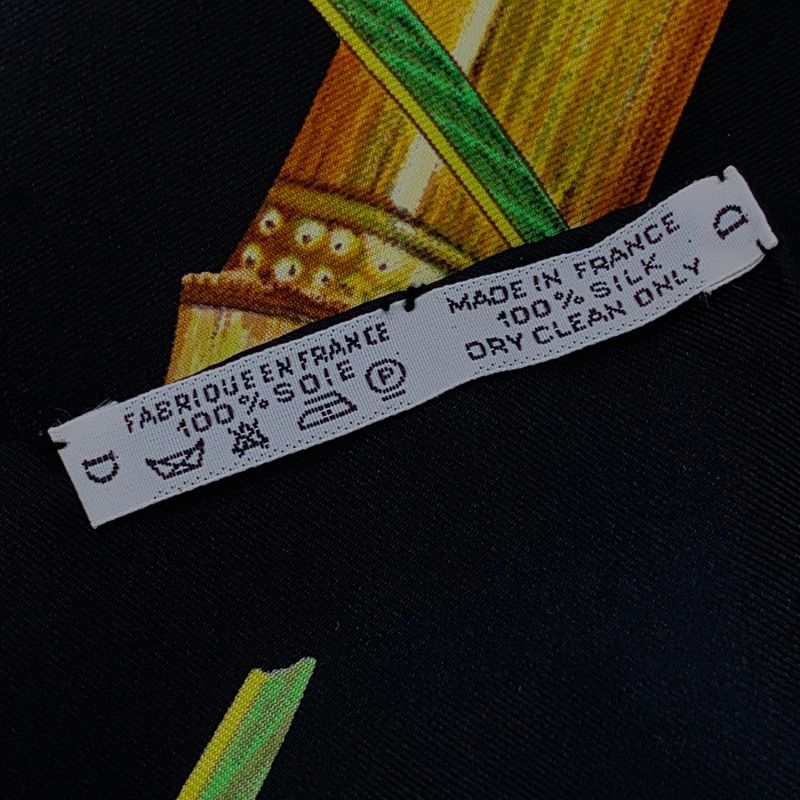 D
FABRIQUE EN FRANCE
100% SOIE
P
MADE IN FRANCE
100% SILK
DRY CLEAN ONLY
D